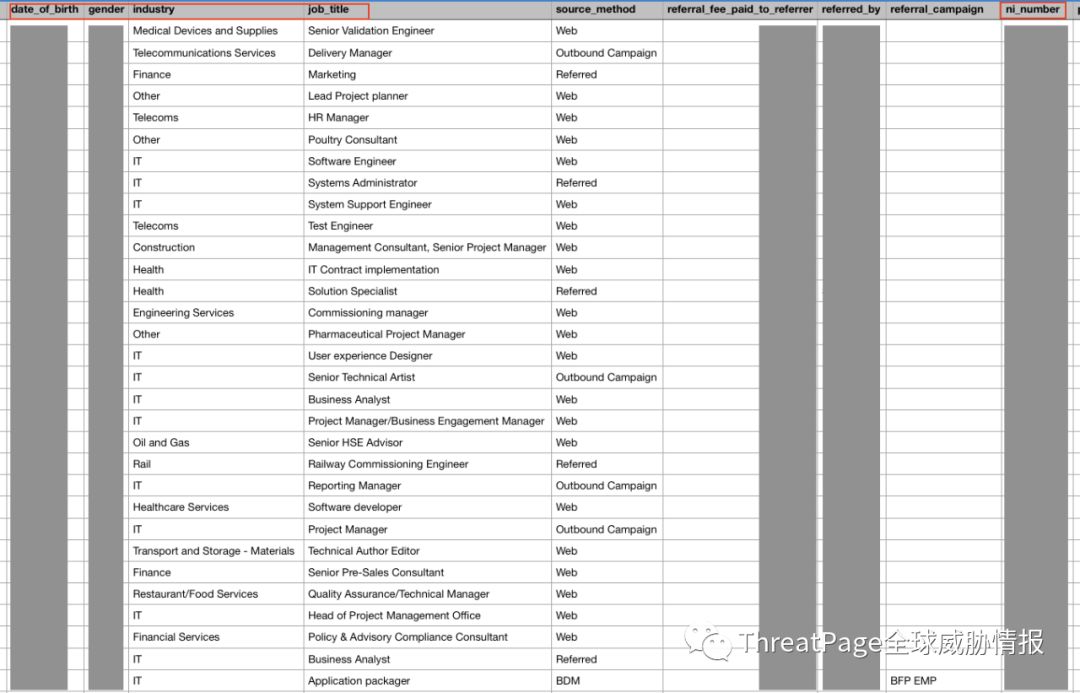 date_of_birth gender industry job_title source_method referral_fee_paid_to_referrer referred_by referral_campaign ni_number
Medical Devices and Supplies Senior Validation Engineer Web
Telecommunications Services Delivery Manager Outbound Campaign
Finance Marketing Referred
Other Lead Project planner Web
Telecoms HR Manager Web
Other Poultry Consultant Web
IT Software Engineer Web
IT Systems Administrator Referred
IT System Support Engineer Web
Telecoms Test Engineer Web
Construction Management Consultant, Senior Project Manager Web
Health IT Contract implementation Web
Health Solution Specialist Referred
Engineering Services Commissioning manager Web
Other Pharmaceutical Project Manager Web
IT User experience Designer Web
IT Senior Technical Artist Outbound Campaign
IT Business Analyst Web
IT Project Manager/Business Engagement Manager Web
Oil and Gas Senior HSE Advisor Web
Rail Railway Commissioning Engineer Referred
IT Reporting Manager Outbound Campaign
Healthcare Services Software developer Web
IT Project Manager Outbound Campaign
Transport and Storage - Materials Technical Author Editor Web
Finance Senior Pre-Sales Consultant Web
Restaurant/Food Services Quality Assurance/Technical Manager Web
IT Head of Project Management Office Web
Financial Services Policy & Advisory Compliance Consultant Web
ThreatPage全球威胁情报
IT Business Analyst Referred
IT Application packager BDM BFP EMP